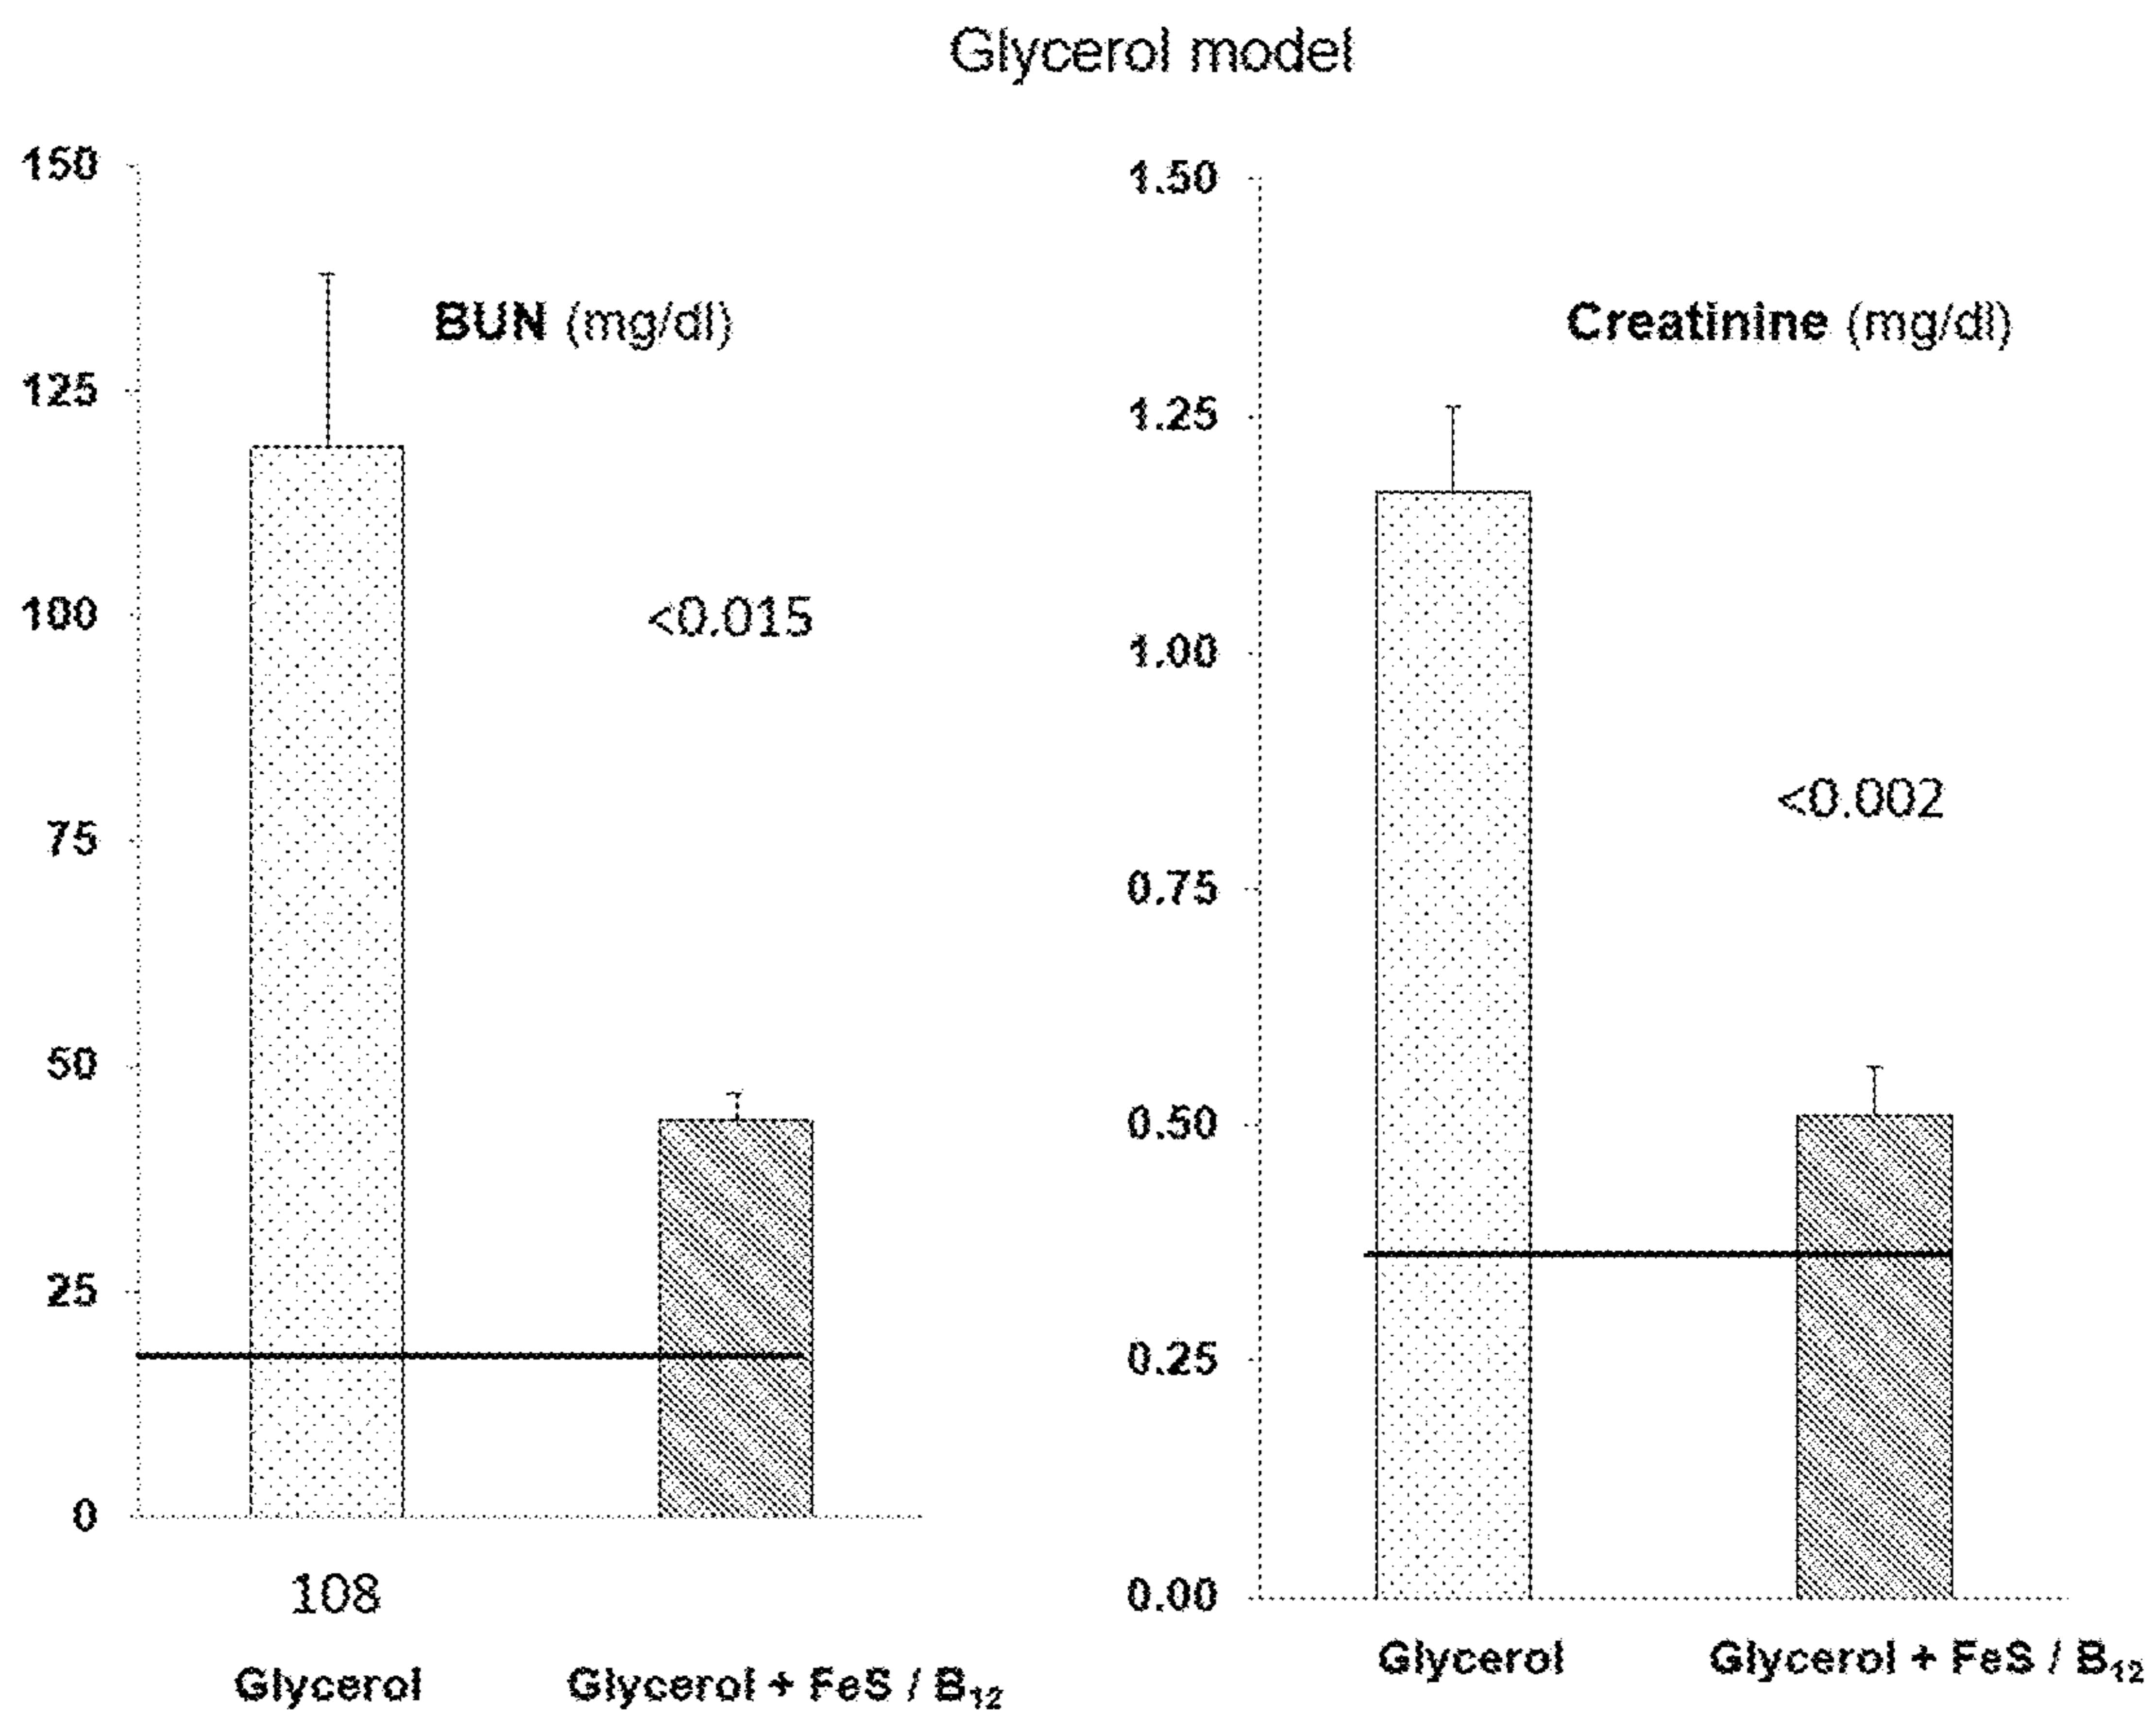 Glycerol model
BUN (mg/dl)
150
125
100
75
50
25
0
<0.015
108
Glycerol
Glycerol + FeS / B₁₂
Creatinine (mg/dl)
1.50
1.25
1.00
0.75
0.50
0.25
0.00
<0.002
Glycerol
Glycerol + FeS / B₁₂